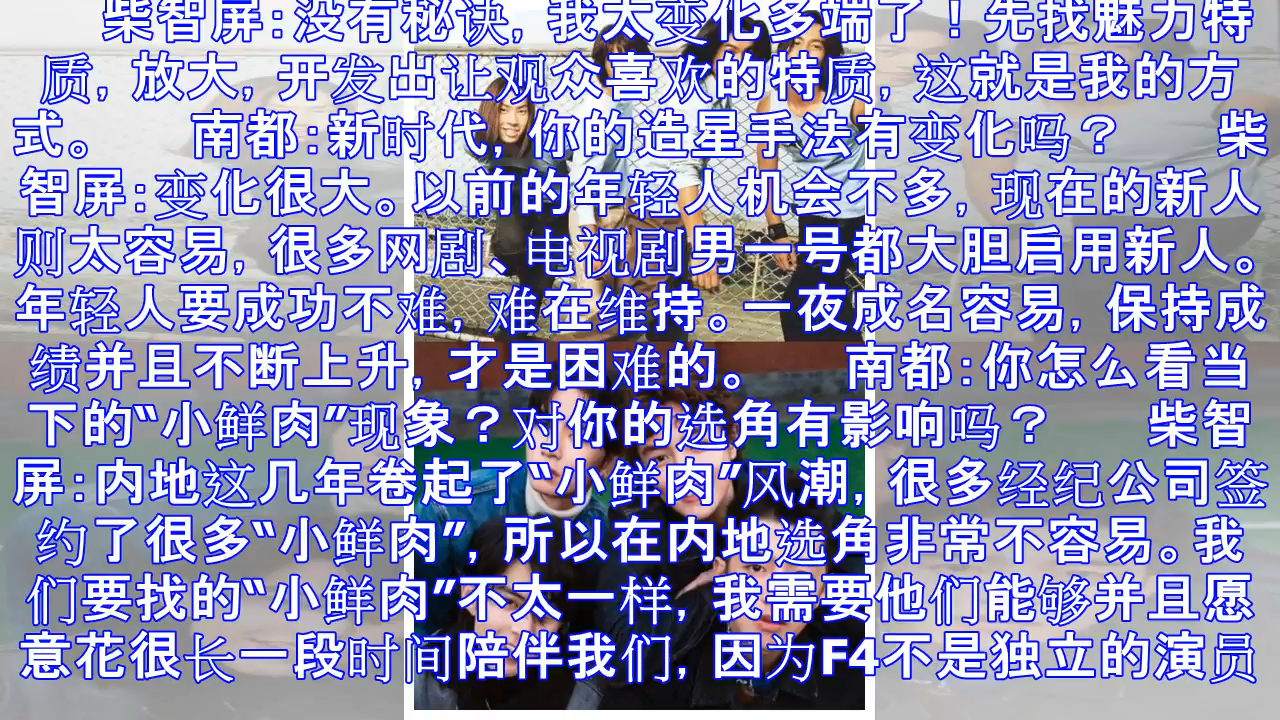 柴智屏:没有秘诀,我太变化多端了！先找魅力特
质,放大,开发出让观众喜欢的特质,这就是我的方
式。 南都:新时代,你的造星手法有变化吗？ 柴
智屏:变化很大。以前的年轻人机会不多,现在的新人
则太容易,很多网剧、电视剧男一号都大胆启用新人。
年轻人要成功不难,难在维持。一夜成名容易,保持成
绩并且不断上升,才是困难的。 南都:你怎么看当
下的“小鲜肉”现象？对你的选角有影响吗？ 柴智
屏:内地这几年卷起了“小鲜肉”风潮,很多经纪公司签
约了很多“小鲜肉”,所以在内地选角非常不容易。我
们要找的“小鲜肉”不太一样,我需要他们能够并且愿
意花很长一段时间陪伴我们,因为F4不是独立的演员